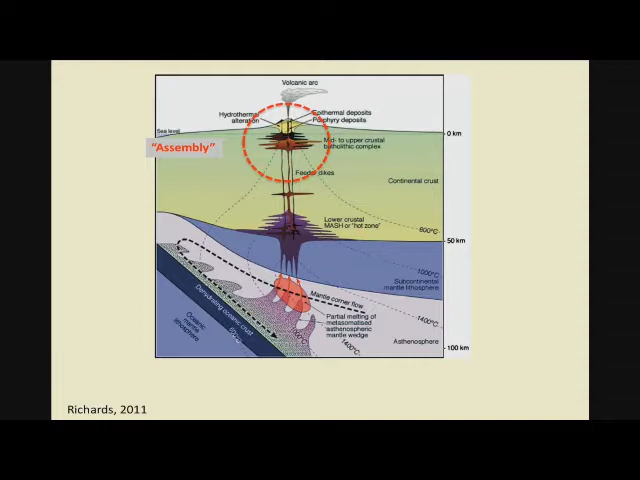 Volcanic arc
Hydrotherma
alteration
Epithermal deposits
Porphyry deposits
Sea level
0 km
"Assembly"
Mid- to upper crustal
batholithic complex
Feeder dikes
Continental crust
Lower crustal
MASH or "hot zone"
600°C
50 km
1000°C
Subcontinental
mantle lithosphere
Mantle corner flow
Dehydrating oceanic crust
Oceanic
mantle
lithosphere
Partial melting of
metasomatised
asthenospheric
mantle wedge
1400°C
Asthenosphere
1400°C
100 km
Richards, 2011